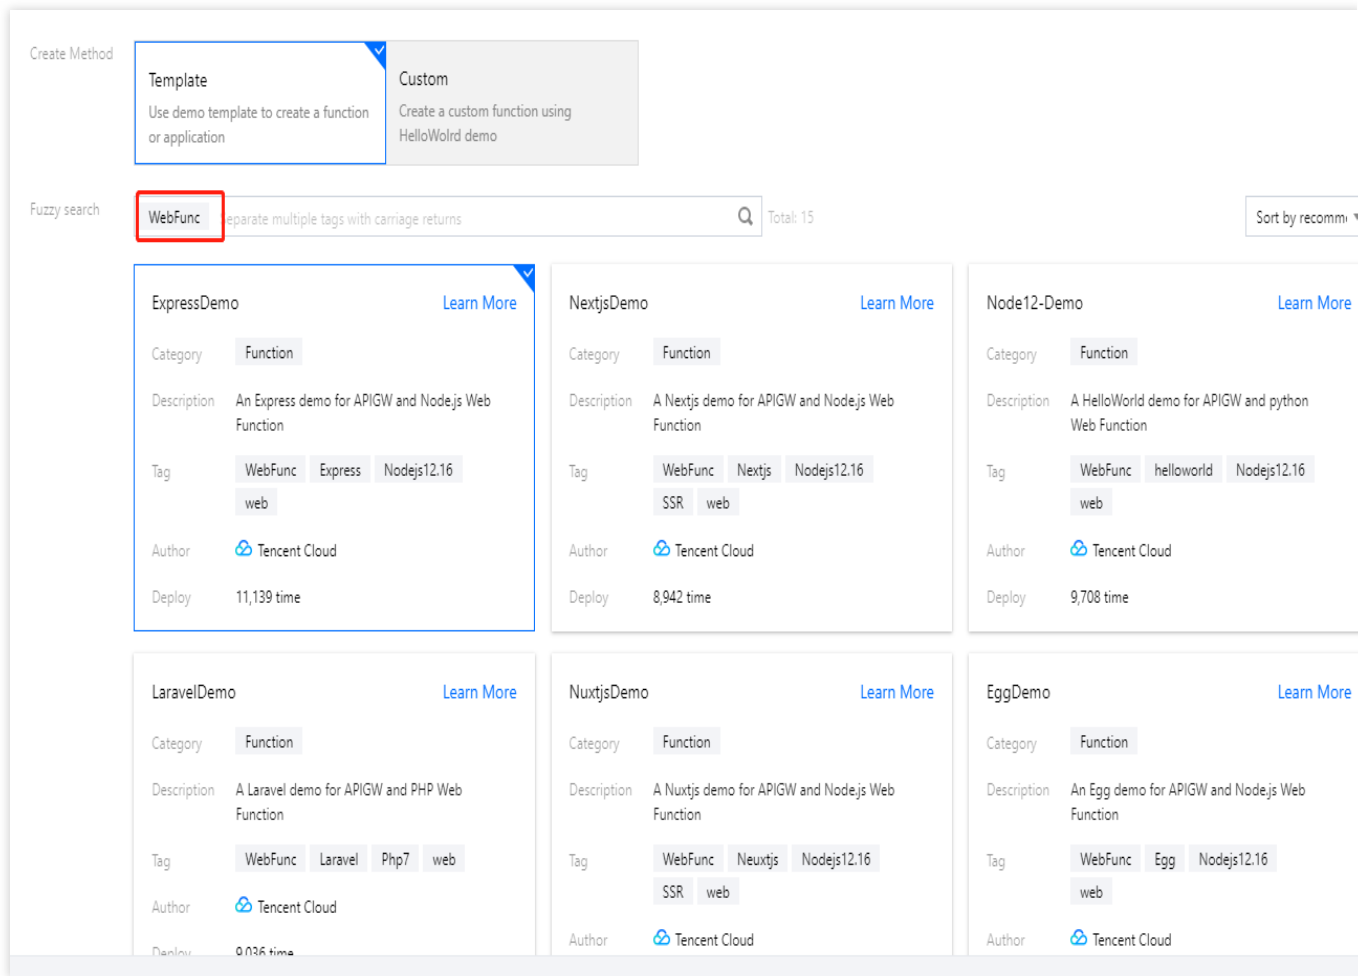 Create Method
Template
Use demo template to create a function
or application
Custom
Create a custom function using
HelloWolrd demo
Fuzzy search
WebFunc
eparate multiple tags with carriage returns
Total: 15
Sort by recomm
ExpressDemo Learn More
Category Function
Description An Express demo for APIGW and Node.js Web
Function
Tag WebFunc Express Nodejs12.16
web
Author Tencent Cloud
Deploy 11,139 time
NextjsDemo Learn More
Category Function
Description A Nextjs demo for APIGW and Node.js Web
Function
Tag WebFunc Nextjs Nodejs12.16
SSR web
Author Tencent Cloud
Deploy 8,942 time
Node12-Demo Learn More
Category Function
Description A HelloWorld demo for APIGW and python
Web Function
Tag WebFunc helloworld Nodejs12.16
web
Author Tencent Cloud
Deploy 9,708 time
LaravelDemo Learn More
Category Function
Description A Laravel demo for APIGW and PHP Web
Function
Tag WebFunc Laravel Php7 web
Author Tencent Cloud
Deploy 9,036 time
NuxtjsDemo Learn More
Category Function
Description A Nuxtjs demo for APIGW and Node.js Web
Function
Tag WebFunc Neuxtjs Nodejs12.16
SSR web
Author Tencent Cloud
EggDemo Learn More
Category Function
Description An Egg demo for APIGW and Node.js Web
Function
Tag WebFunc Egg Nodejs12.16
web
Author Tencent Cloud